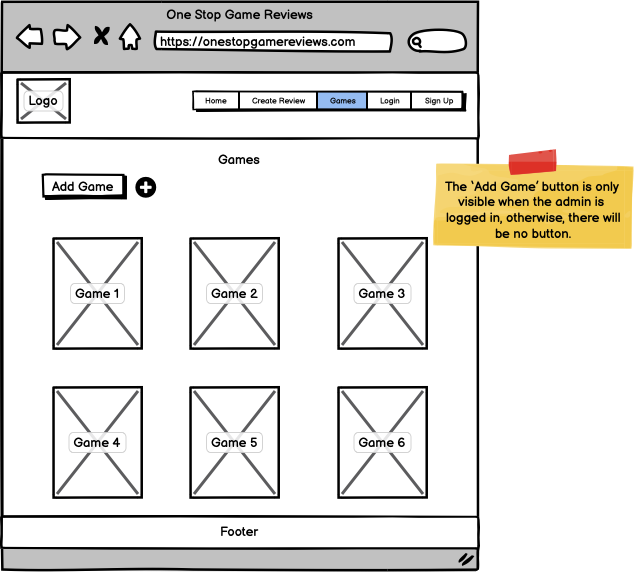 One Stop Game Reviews
https://onestopgamereviews.com
Logo
Home Create Review Games Login Sign Up
Games
Add Game
The 'Add Game' button is only
visible when the admin is
logged in, otherwise, there will
be no button.
Game 1 Game 2 Game 3
Game 4 Game 5 Game 6
Footer